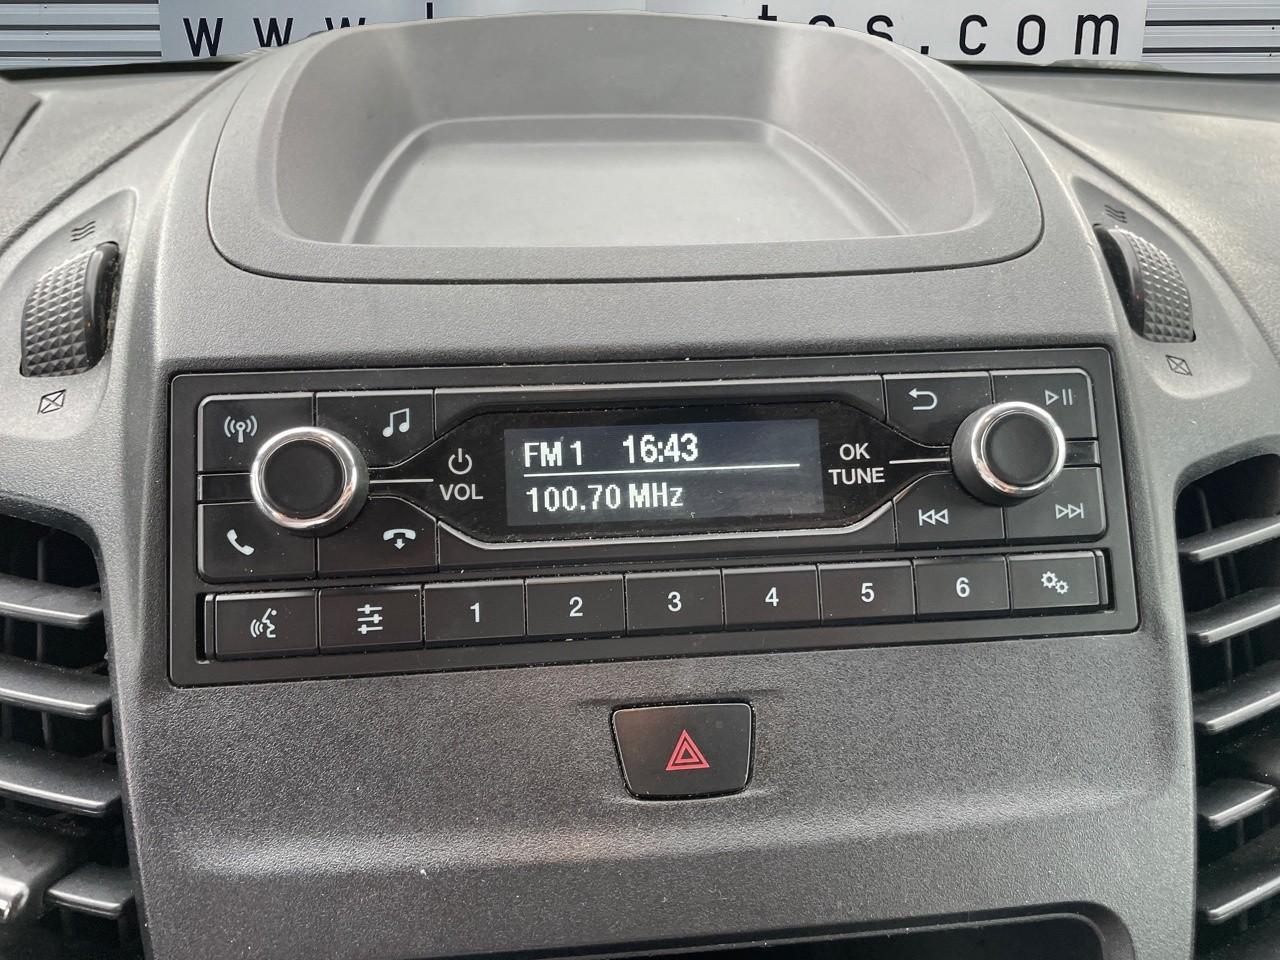 FM 1 16:43
100.70 MHz
VOL
OK
TUNE
1 2 3 4 5 6